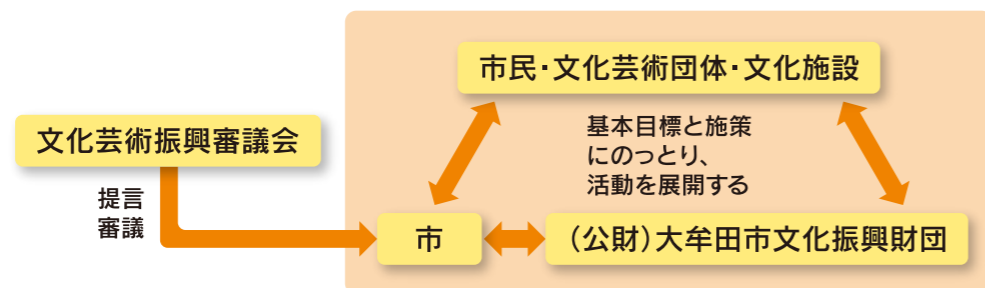 市民・文化芸術団体・文化施設
文化芸術振興審議会
基本目標と施策
にのっとり、
活動を展開する
提言
審議
市
（公財）大牟田市文化振興財団